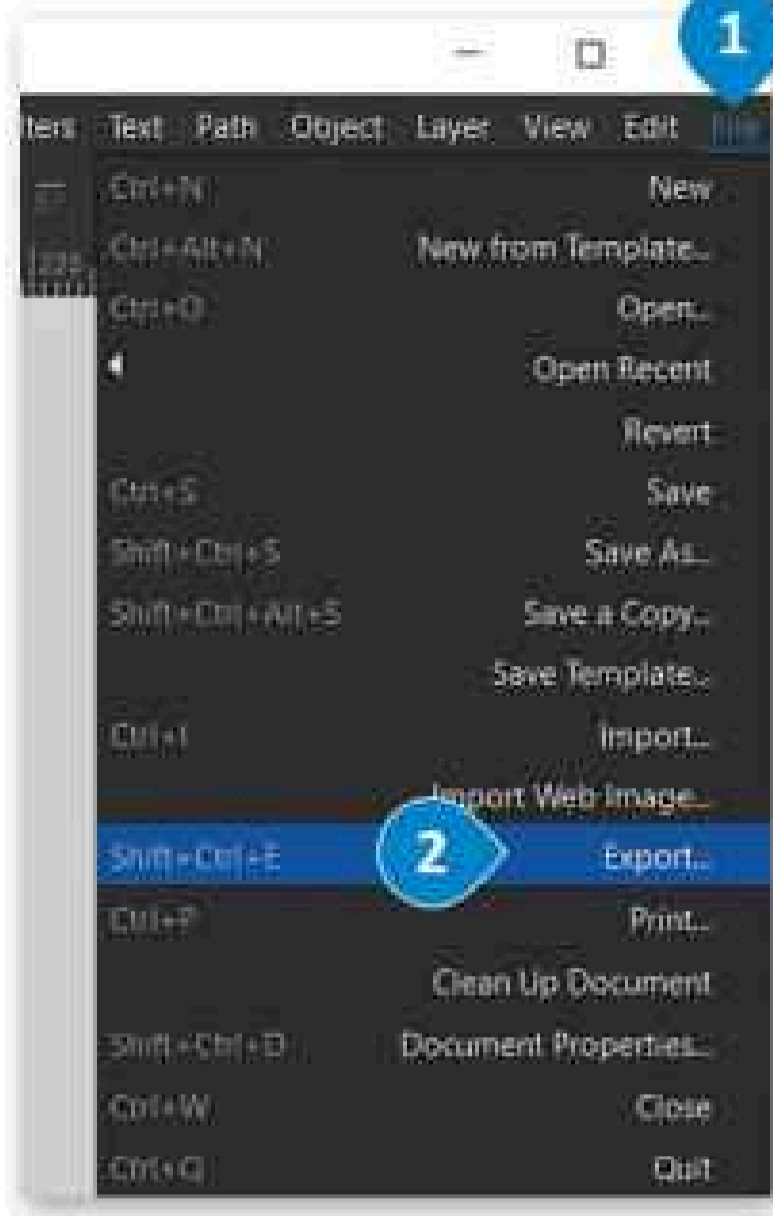 1
File Edit View Layer Object Path Text lters
New Ctrl+N
New from Template... Ctrl+Alt+N
Open... Ctrl+O
Open Recent
Revert
Save Ctrl+S
Save As... Shift+Ctrl+S
Save a Copy... Shift+Ctrl+Alt+S
Save Template...
Import... Ctrl+I
Import Web Image...
2
Export... Shift+Ctrl+E
Print... Ctrl+P
Clean Up Document
Document Properties... Shift+Ctrl+D
Close Ctrl+W
Quit Ctrl+Q